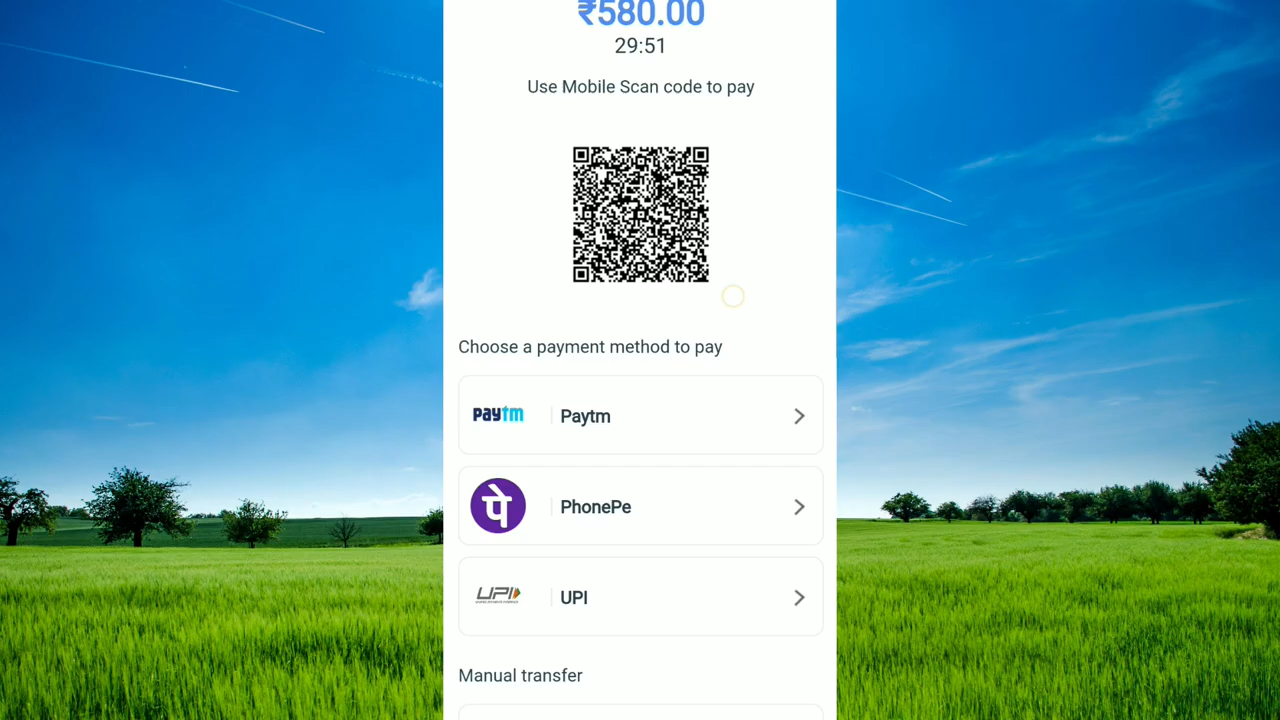 ₹580.00
29:51
Use Mobile Scan code to pay
Choose a payment method to pay
paytm
Paytm
पे
PhonePe
UPI
UPI
Manual transfer